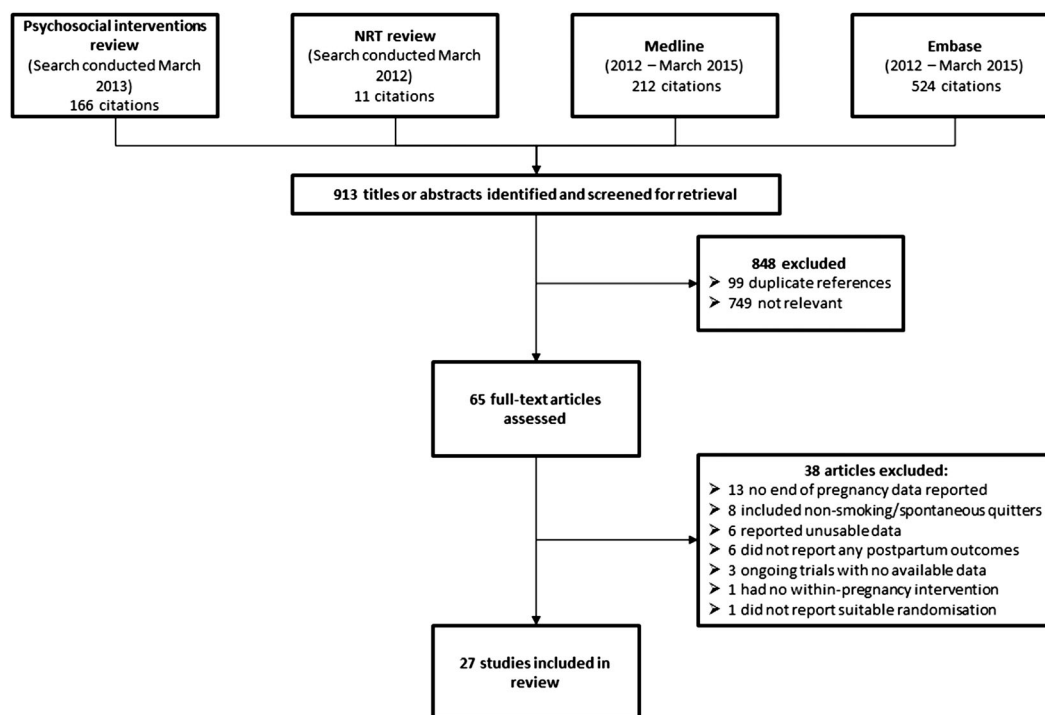 Psychosocial interventions
review
(Search conducted March
2013)
166 citations
NRT review
(Search conducted March
2012)
11 citations
Medline
(2012 – March 2015)
212 citations
Embase
(2012 – March 2015)
524 citations
913 titles or abstracts identified and screened for retrieval
848 excluded
➢ 99 duplicate references
➢ 749 not relevant
65 full-text articles
assessed
38 articles excluded:
➢ 13 no end of pregnancy data reported
➢ 8 included non-smoking/spontaneous quitters
➢ 6 reported unusable data
➢ 6 did not report any postpartum outcomes
➢ 3 ongoing trials with no available data
➢ 1 had no within-pregnancy intervention
➢ 1 did not report suitable randomisation
27 studies included in
review